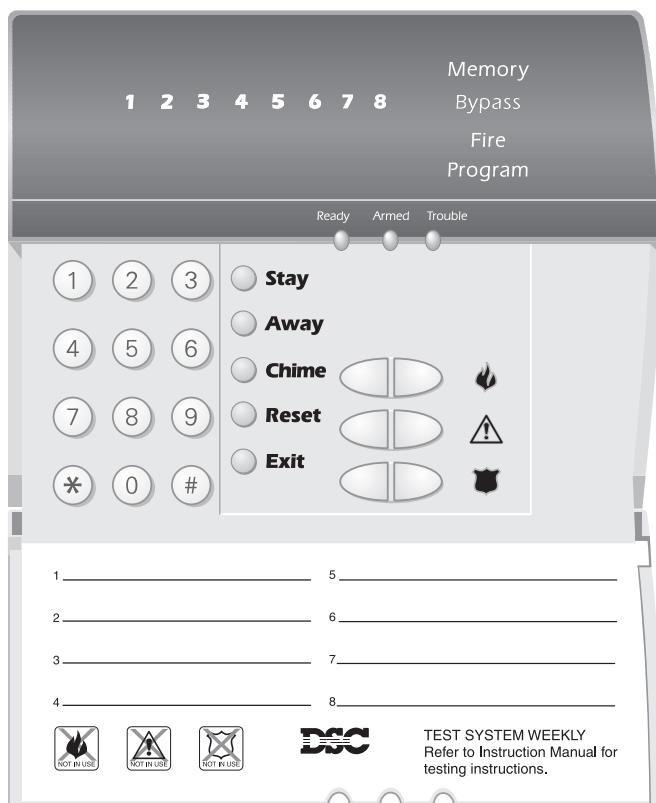 Memory
1 2 3 4 5 6 7 8 Bypass
Fire
Program
Ready Armed Trouble
1 2 3
Stay
Away
4 5 6
Chime
7 8 9
Reset
Exit
* 0 #
1 5
2 6
3 7
4 8
NOT IN USE NOT IN USE NOT IN USE
DSC
TEST SYSTEM WEEKLY
Refer to Instruction Manual for
testing instructions.